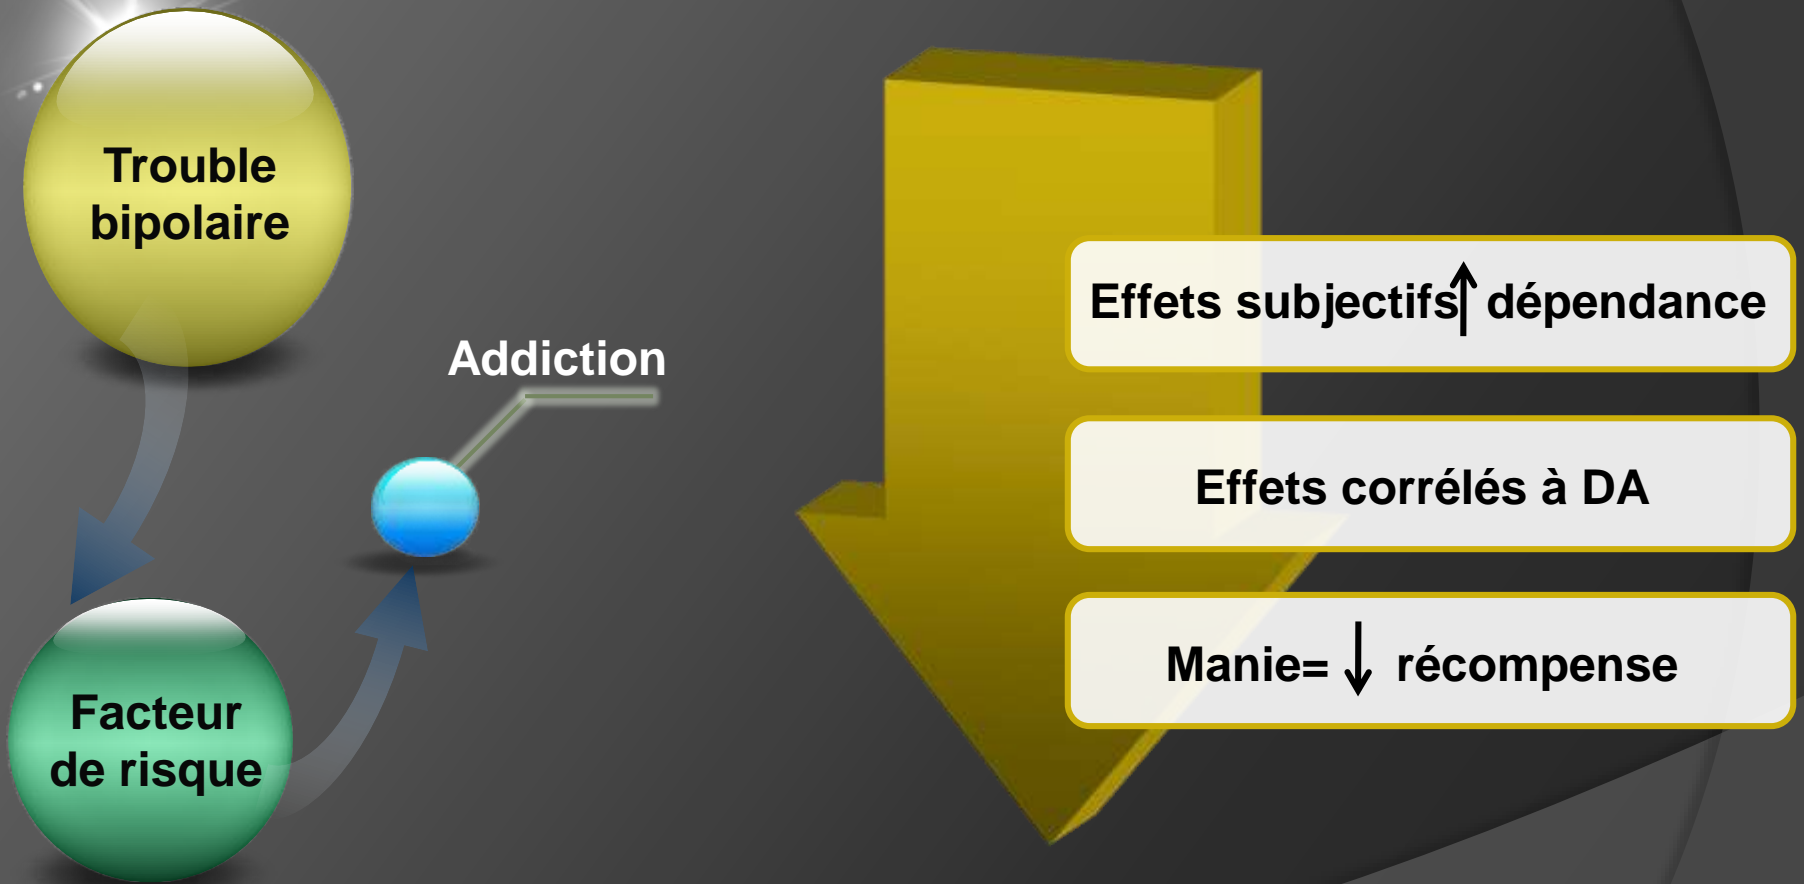 Trouble
bipolaire
Addiction
Facteur
de risque
Effets subjectifs↑ dépendance
Effets corrélés à DA
Manie= ↓ récompense